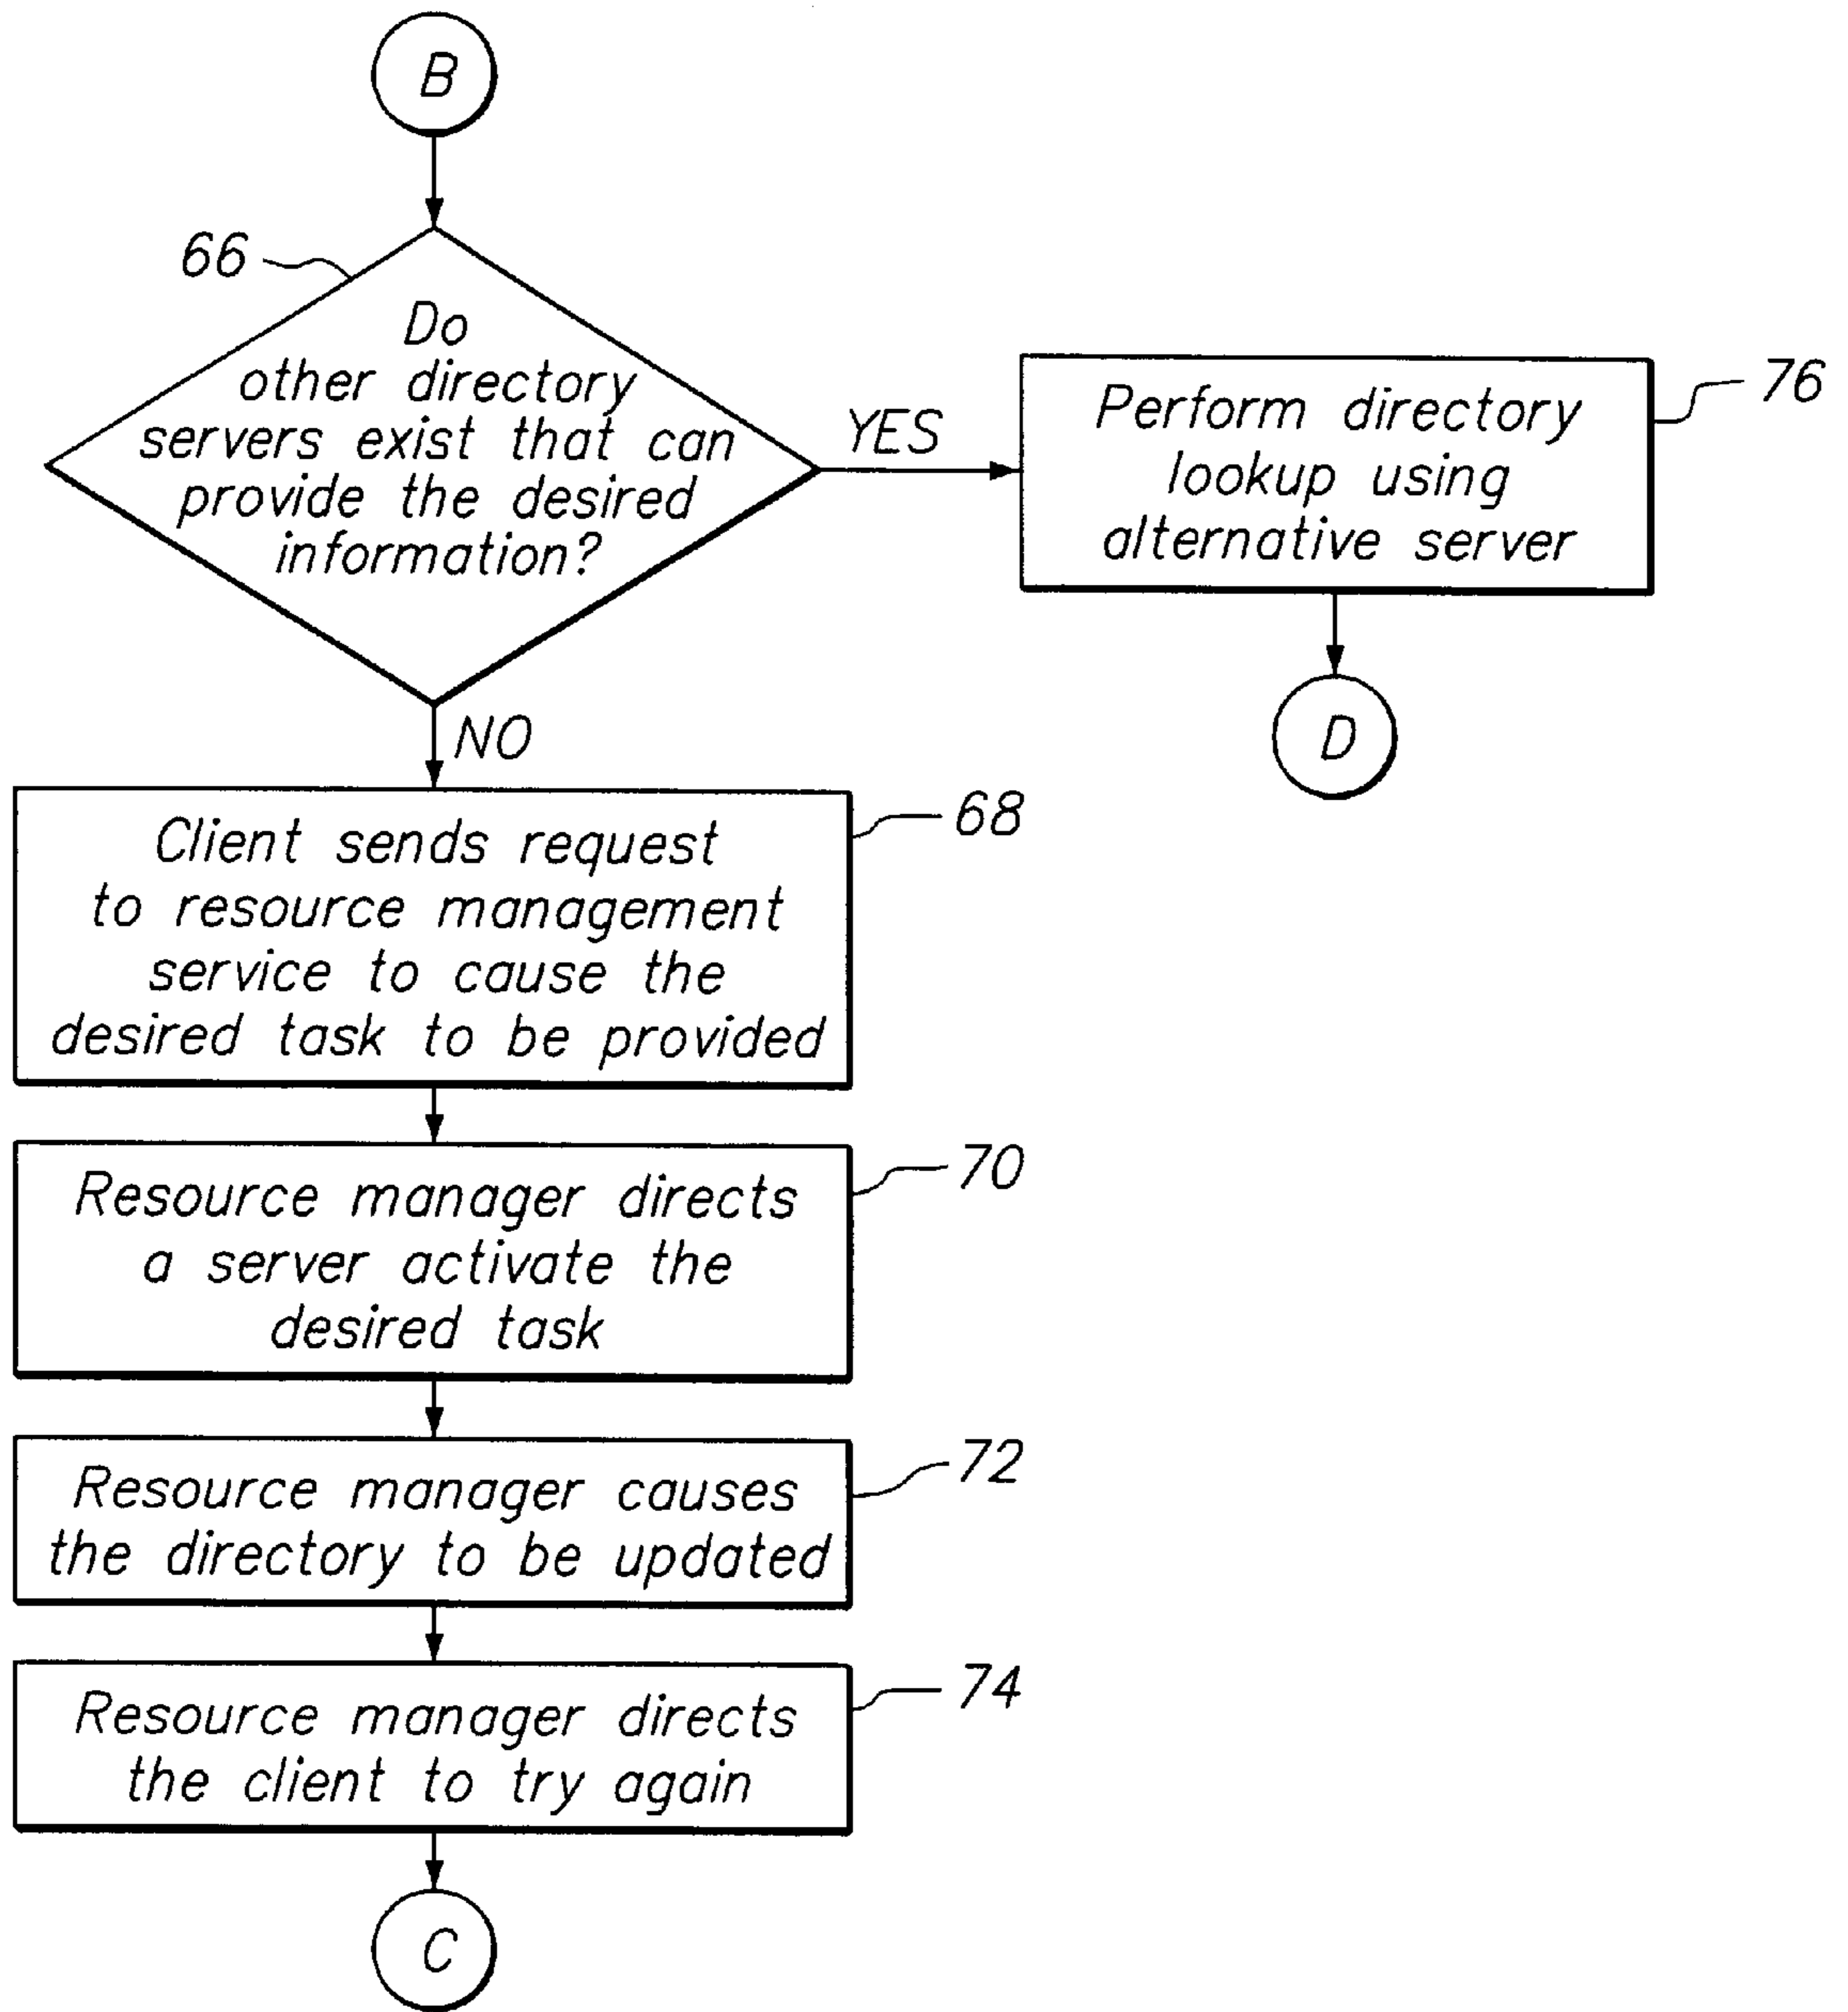 B
66
Do
other directory
servers exist that can
provide the desired
information?
YES
Perform directory
lookup using
alternative server
76
D
NO
Client sends request
to resource management
service to cause the
desired task to be provided
68
Resource manager directs
a server activate the
desired task
70
Resource manager causes
the directory to be updated
72
Resource manager directs
the client to try again
74
C